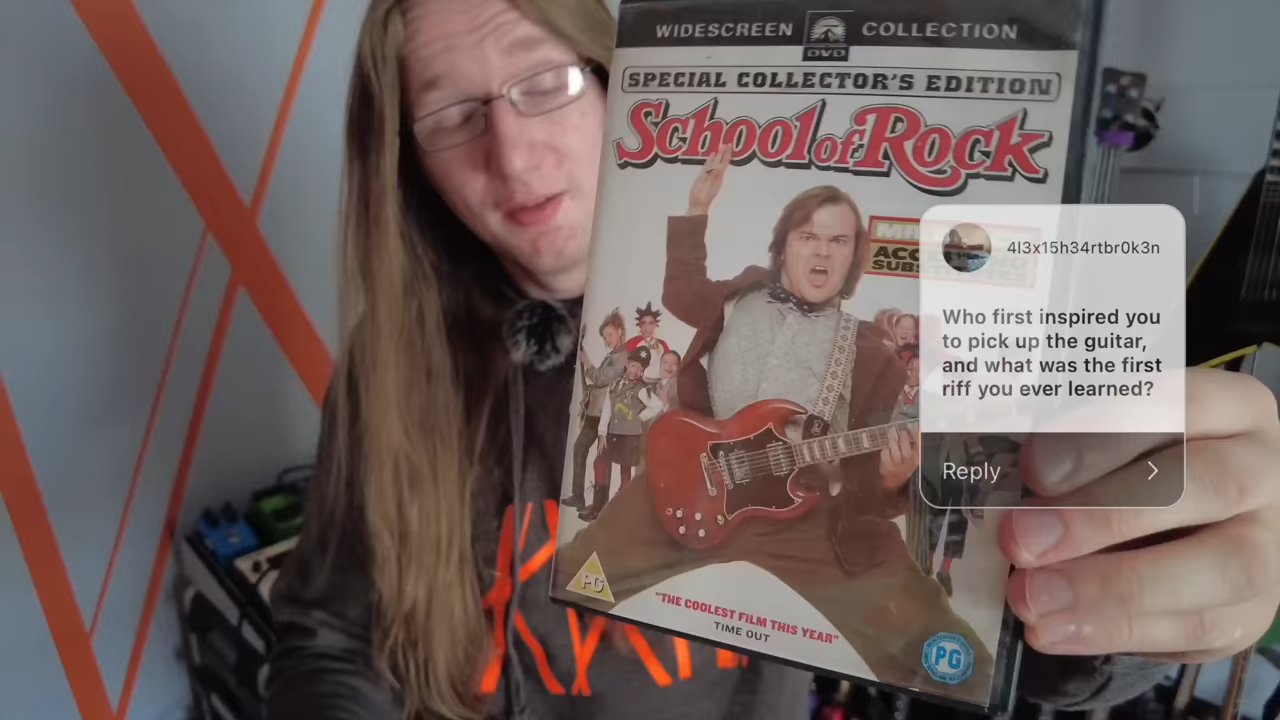 WIDESCREEN DVD COLLECTION
SPECIAL COLLECTOR'S EDITION
School of Rock
4l3x15h34rtbr0k3n
Who first inspired you
to pick up the guitar,
and what was the first
riff you ever learned?
Reply
PG
"THE COOLEST FILM THIS YEAR"
TIME OUT
PG